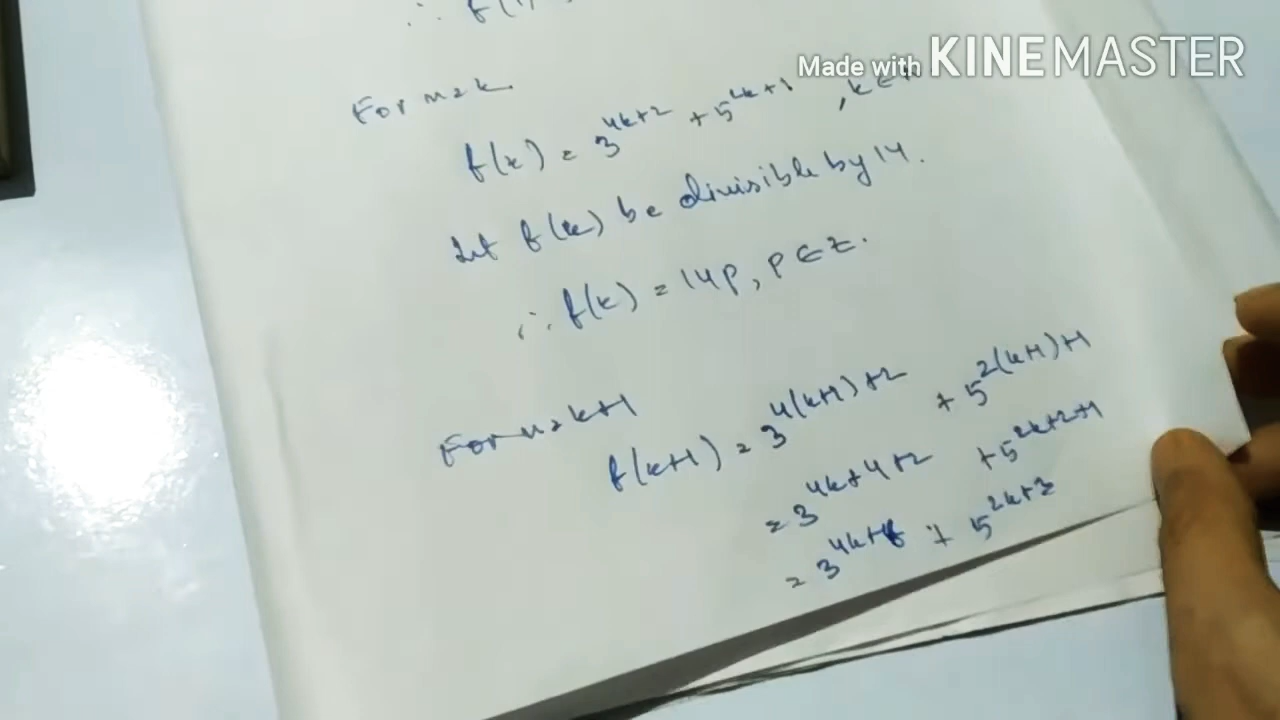 Made with KINEMASTER
∴ f(1)
For n=k
f(k) = 3^{4k+2} + 5^{2k+1}, k∈N
Let f(k) be divisible by 14.
∴ f(k) = 14p, p∈Z.
For n=k+1
f(k+1) = 3^{4(k+1)+2} + 5^{2(k+1)+1}
= 3^{4k+4+2} + 5^{2k+2+1}
= 3^{4k+6} + 5^{2k+3}